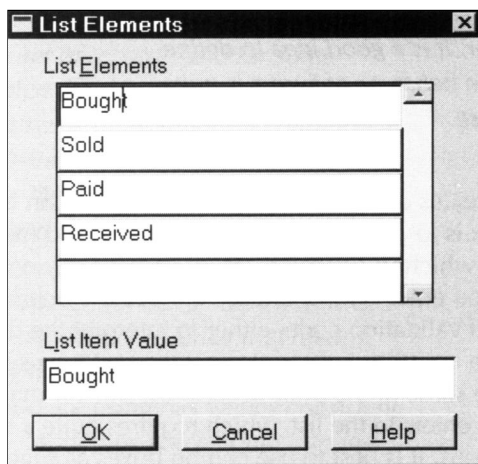 List Elements
List Elements
Bought
Sold
Paid
Received
List Item Value
Bought
OK
Cancel
Help